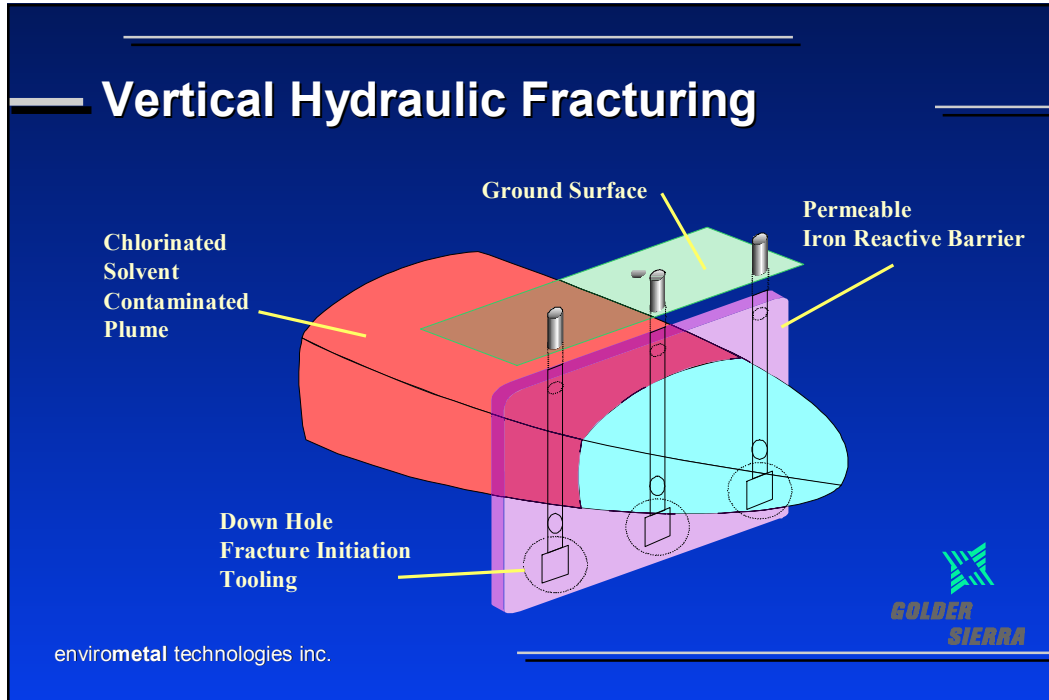 Vertical Hydraulic Fracturing
Ground Surface
Permeable
Iron Reactive Barrier
Chlorinated
Solvent
Contaminated
Plume
Down Hole
Fracture Initiation
Tooling
GOLDER
SIERRA
envirometal technologies inc.